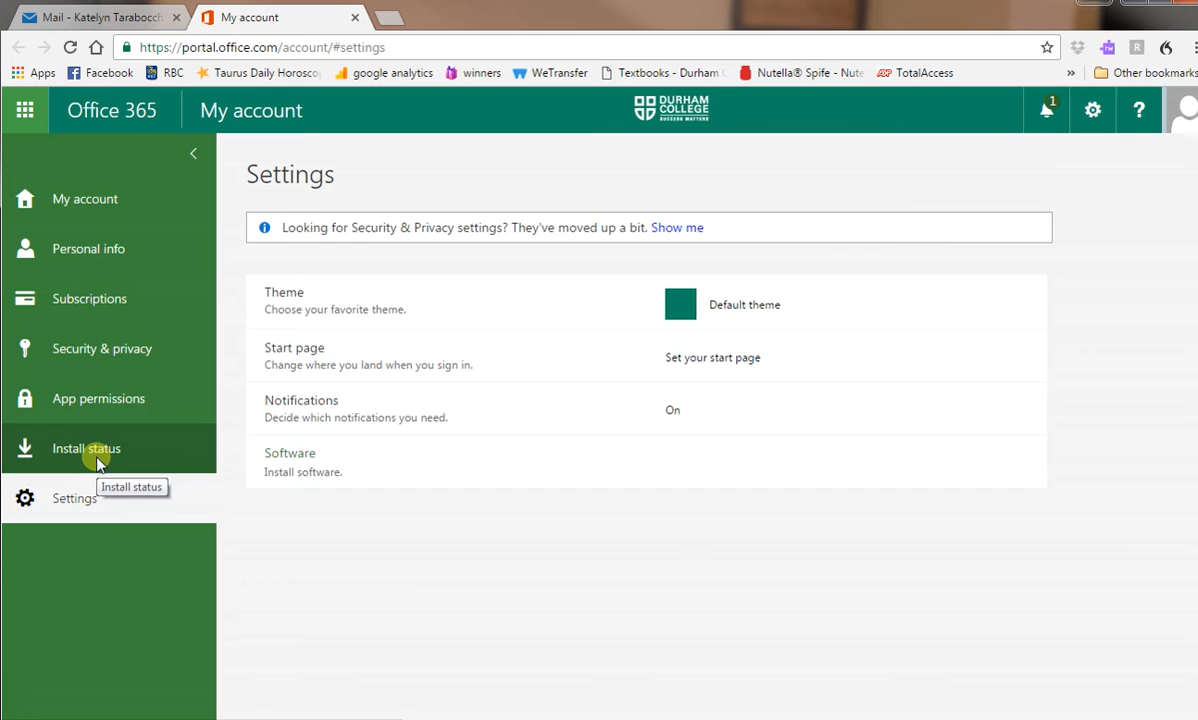 Mail - Katelyn Tarabocch
My account
https://portal.office.com/account/#settings
Apps
Facebook
RBC
Taurus Daily Horosco
google analytics
winners
WeTransfer
Textbooks - Durham
Nutella® Spife - Nute
TotalAccess
»
Other bookmarks
Office 365
My account
DURHAM
COLLEGE
SUCCESS MATTERS
1
?
My account
Personal info
Subscriptions
Security & privacy
App permissions
Install status
Install status
Settings
Settings
Looking for Security & Privacy settings? They've moved up a bit. Show me
Theme
Choose your favorite theme.
Default theme
Start page
Change where you land when you sign in.
Set your start page
Notifications
Decide which notifications you need.
On
Software
Install software.